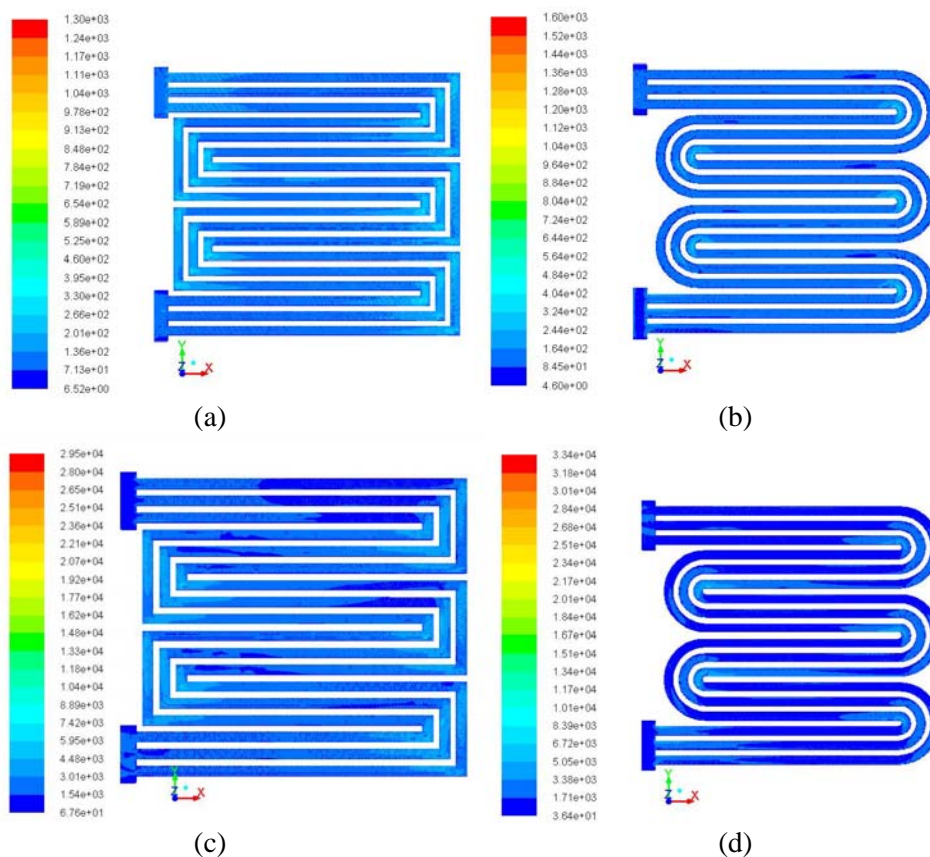 1.30e+03
1.24e+03
1.17e+03
1.11e+03
1.04e+03
9.78e+02
9.13e+02
8.48e+02
7.84e+02
7.19e+02
6.54e+02
5.89e+02
5.25e+02
4.60e+02
3.95e+02
3.30e+02
2.66e+02
2.01e+02
1.36e+02
7.13e+01
6.52e+00
Y
Z
X
(a)
1.60e+03
1.52e+03
1.44e+03
1.36e+03
1.28e+03
1.20e+03
1.12e+03
1.04e+03
9.64e+02
8.84e+02
8.04e+02
7.24e+02
6.44e+02
5.64e+02
4.84e+02
4.04e+02
3.24e+02
2.44e+02
1.64e+02
8.45e+01
4.60e+00
Y
Z
X
(b)
2.95e+04
2.80e+04
2.65e+04
2.51e+04
2.36e+04
2.21e+04
2.07e+04
1.92e+04
1.77e+04
1.62e+04
1.48e+04
1.33e+04
1.18e+04
1.04e+04
8.89e+03
7.42e+03
5.95e+03
4.48e+03
3.01e+03
1.54e+03
6.76e+01
Y
Z
X
(c)
3.34e+04
3.18e+04
3.01e+04
2.84e+04
2.68e+04
2.51e+04
2.34e+04
2.17e+04
2.01e+04
1.84e+04
1.67e+04
1.51e+04
1.34e+04
1.17e+04
1.01e+04
8.39e+03
6.72e+03
5.05e+03
3.38e+03
1.71e+03
3.64e+01
Y
Z
X
(d)